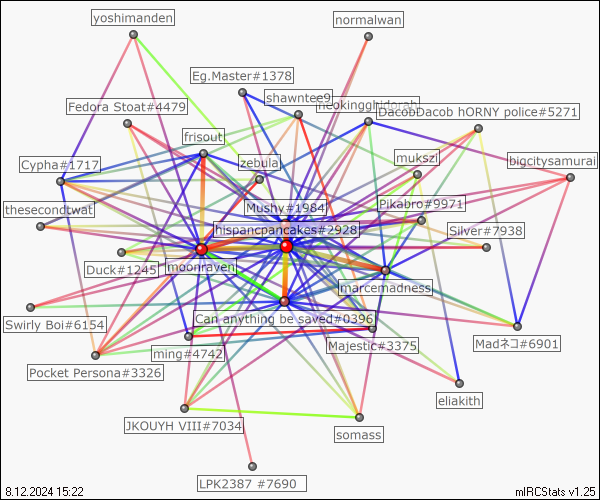 yoshimanden
normalwan
Eg.Master#1378
shawntee9
neokingghidorah
Fedora Stoat#4479
DacobDacob hORNY police#5271
frisout
Cypha#1717
zebula
mukszi
bigcitysamurai
thesecondtwat
Mushy#1984
Pikabro#9971
hispancpancakes#2928
Silver#7938
Duck#1245
moonraven
marcemadness
Swirly Boi#6154
Can anything be saved#0396
ming#4742
Majestic#3375
Madネコ#6901
Pocket Persona#3326
eliakith
JKOUYH VIII#7034
somass
LPK2387 #7690
8.12.2024 15:22
mIRCStats v1.25